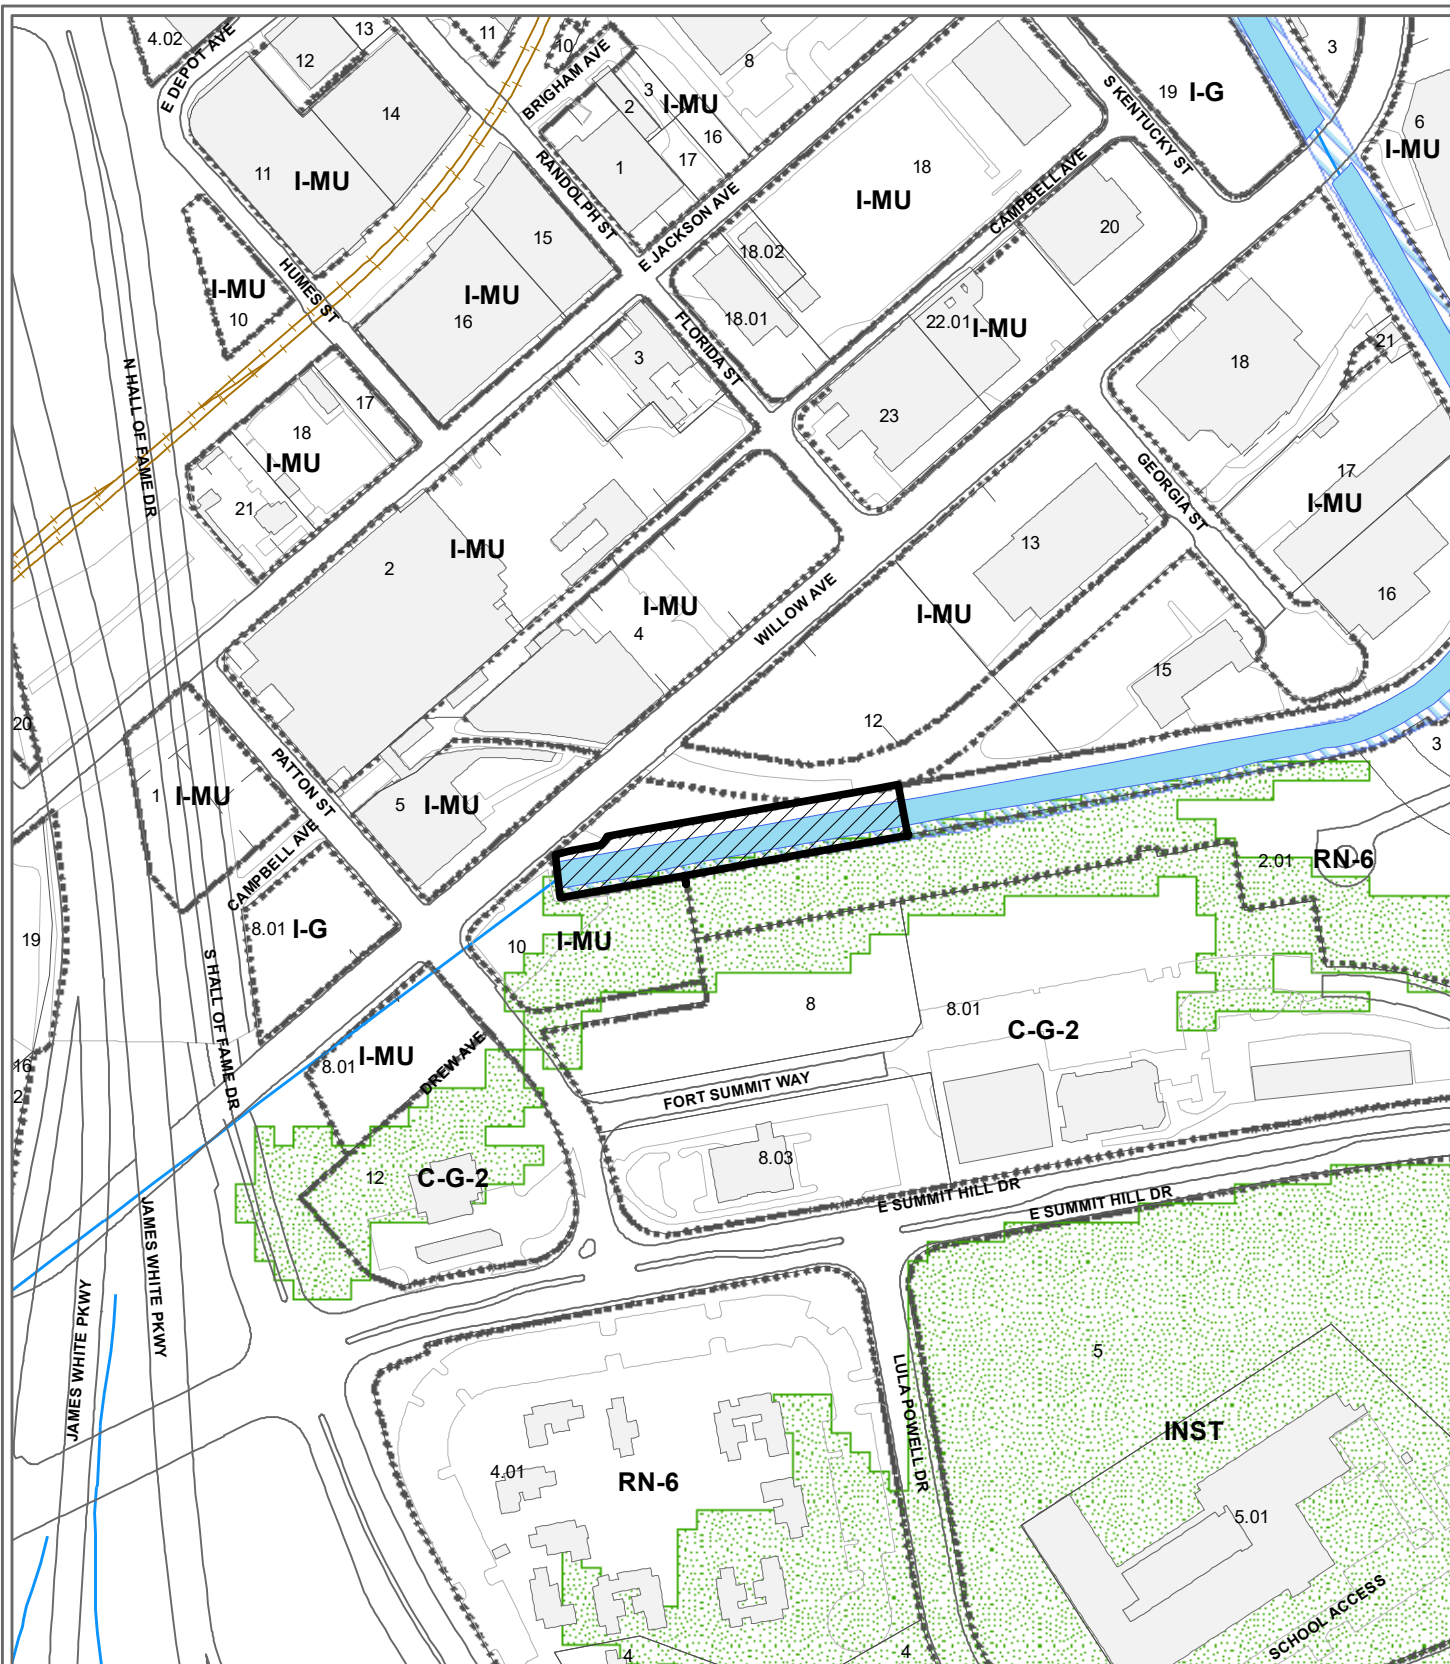 4.02
E DEPOT AVE
12
13
11
10
BRIGHAM AVE
8
3
2
I-MU
16
17
1
14
11
I-MU
RANDOLPH ST
E JACKSON AVE
18
I-MU
S KENTUCKY ST
19
I-G
3
6
I-MU
CAMPBELL AVE
20
15
I-MU
16
HUMES ST
I-MU
10
18.02
18.01
FLORIDA ST
3
22.01
I-MU
23
18
21
N HALL OF FAME DR
17
18
I-MU
21
2
I-MU
GEORGIA ST
17
I-MU
16
13
I-MU
WILLOW AVE
I-MU
4
15
12
3
20
PATTON ST
1
I-MU
5
I-MU
CAMPBELL AVE
2.01
RN-6
8.01
I-G
19
10
I-MU
S HALL OF FAME DR
8
8.01
C-G-2
16
2
8.01
I-MU
DREW AVE
FORT SUMMIT WAY
8.03
12
C-G-2
E SUMMIT HILL DR
E SUMMIT HILL DR
JAMES WHITE PKWY
JAMES WHITE PKWY
LULA POWELL DR
5
INST
4.01
RN-6
5.01
SCHOOL ACCESS
4
4